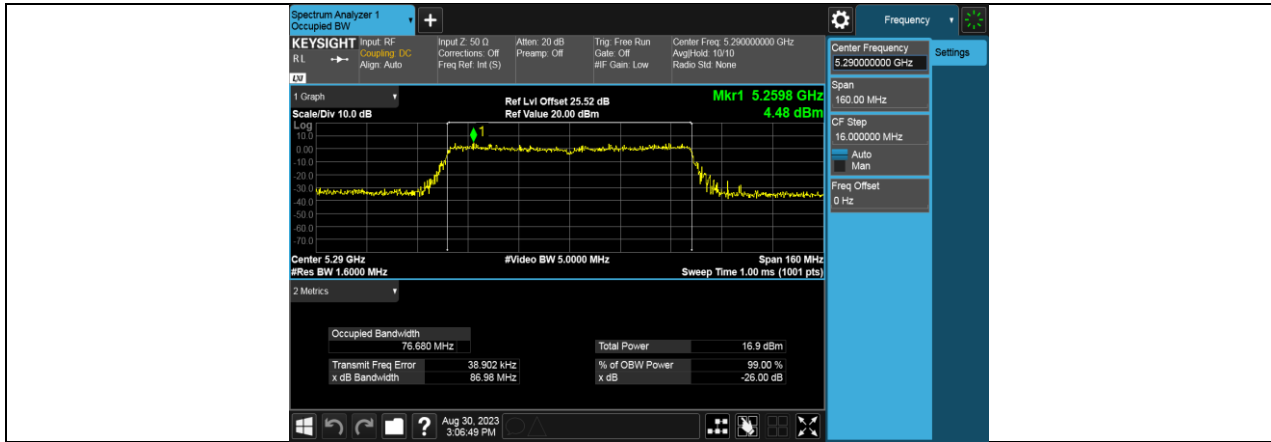 Spectrum Analyzer 1
Occupied BW
Frequency
KEYSIGHT
RL
LXI
Input: RF
Coupling: DC
Align: Auto
Input Z: 50 Ω
Corrections: Off
Freq Ref: Int (S)
Atten: 20 dB
Preamp: Off
Trig: Free Run
Gate: Off
#IF Gain: Low
Center Freq: 5.290000000 GHz
Avg|Hold: 10/10
Radio Std: None
Center Frequency
5.290000000 GHz
Settings
Span
160.00 MHz
CF Step
16.000000 MHz
Auto
Man
Freq Offset
0 Hz
1 Graph
Scale/Div 10.0 dB
Ref Lvl Offset 25.52 dB
Ref Value 20.00 dBm
Mkr1 5.2598 GHz
4.48 dBm
Log
1
10.0
0.00
-10.0
-20.0
-30.0
-40.0
-50.0
-60.0
-70.0
Center 5.29 GHz
#Video BW 5.0000 MHz
Span 160 MHz
#Res BW 1.6000 MHz
Sweep Time 1.00 ms (1001 pts)
2 Metrics
Occupied Bandwidth
76.680 MHz
Total Power 16.9 dBm
Transmit Freq Error 38.902 kHz
% of OBW Power 99.00 %
x dB Bandwidth 86.98 MHz
x dB -26.00 dB
?
Aug 30, 2023
3:06:49 PM